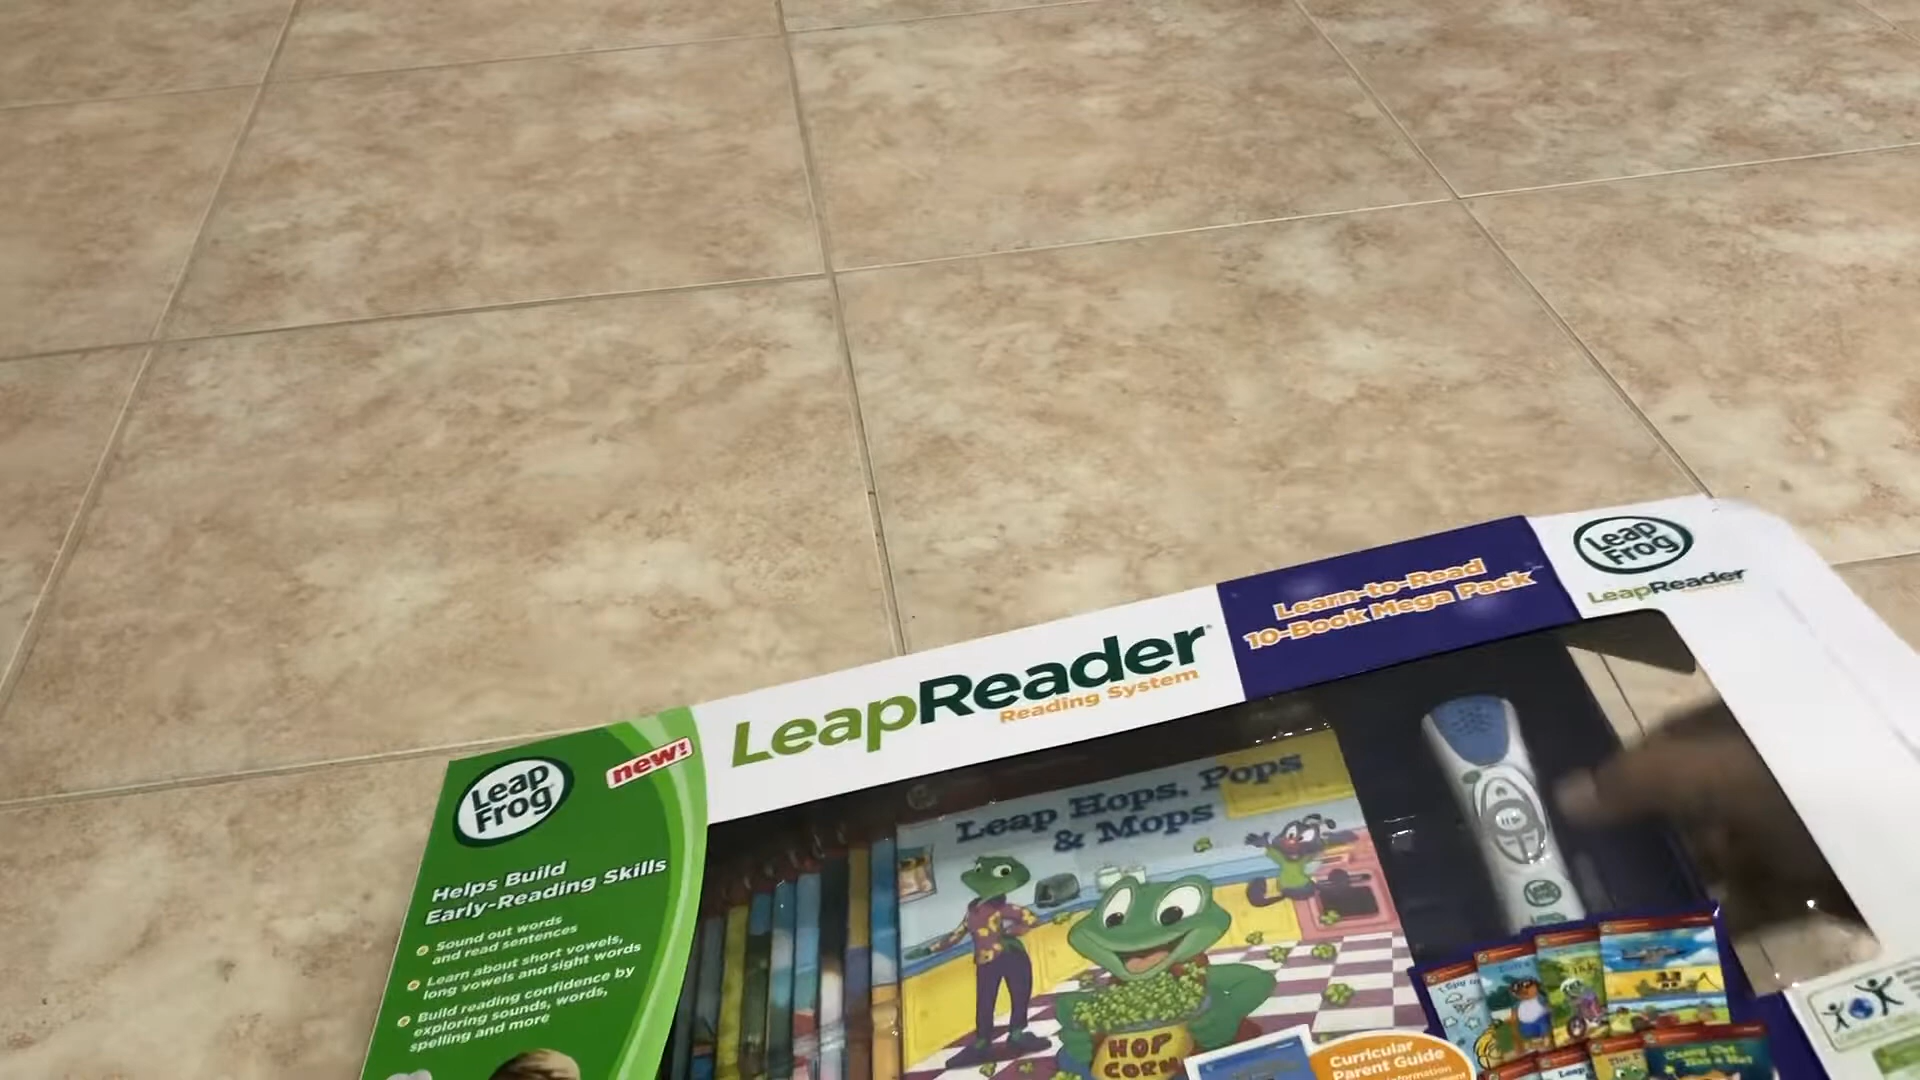 Leap
Frog
new!
Helps Build
Early-Reading Skills
Sound out words
and read sentences
Learn about short vowels,
long vowels and sight words
Build reading confidence by
exploring sounds, words,
spelling and more
LeapReader
Reading System
Learn-to-Read
10-Book Mega Pack™
Leap
Frog
LeapReader
Leap Hops, Pops
& Mops
HOP
CORN
Curricular
Parent Guide